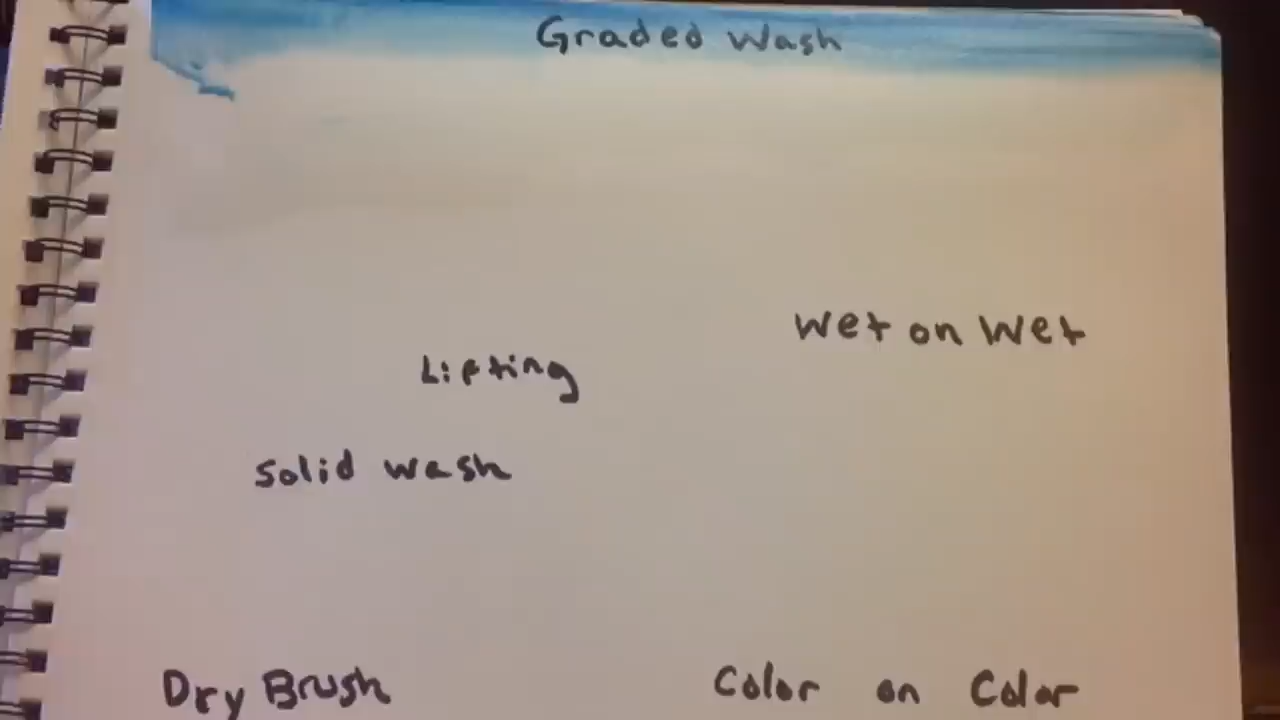 Graded Wash
Wet on Wet
Lifting
Solid Wash
Dry Brush
Color on Color